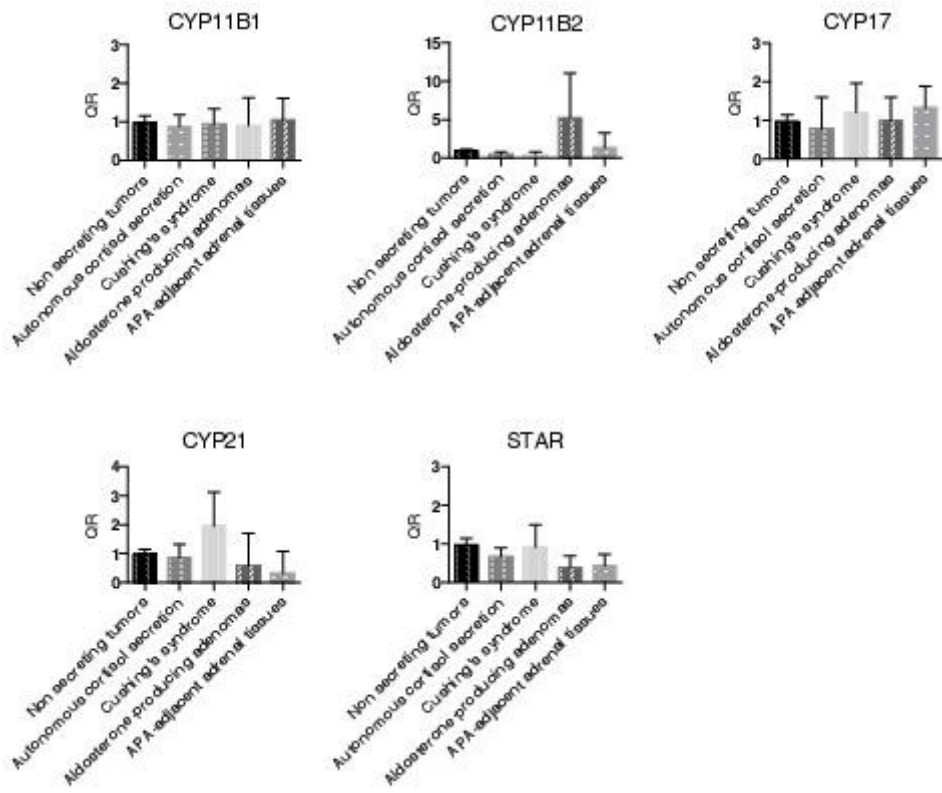 CYP11B1
3
2
1
0
QR
Non secreting tumors
Autonomous cortisol secretion
Cushing's syndrome
Aldosterone-producing adenomas
APA-adjacent adrenal tissues
CYP11B2
15
10
5
0
QR
Non secreting tumors
Autonomous cortisol secretion
Cushing's syndrome
Aldosterone-producing adenomas
APA-adjacent adrenal tissues
CYP17
3
2
1
0
QR
Non secreting tumors
Autonomous cortisol secretion
Cushing's syndrome
Aldosterone-producing adenomas
APA-adjacent adrenal tissues
CYP21
4
3
2
1
0
QR
Non secreting tumors
Autonomous cortisol secretion
Cushing's syndrome
Aldosterone-producing adenomas
APA-adjacent adrenal tissues
STAR
3
2
1
0
QR
Non secreting tumors
Autonomous cortisol secretion
Cushing's syndrome
Aldosterone-producing adenomas
APA-adjacent adrenal tissues